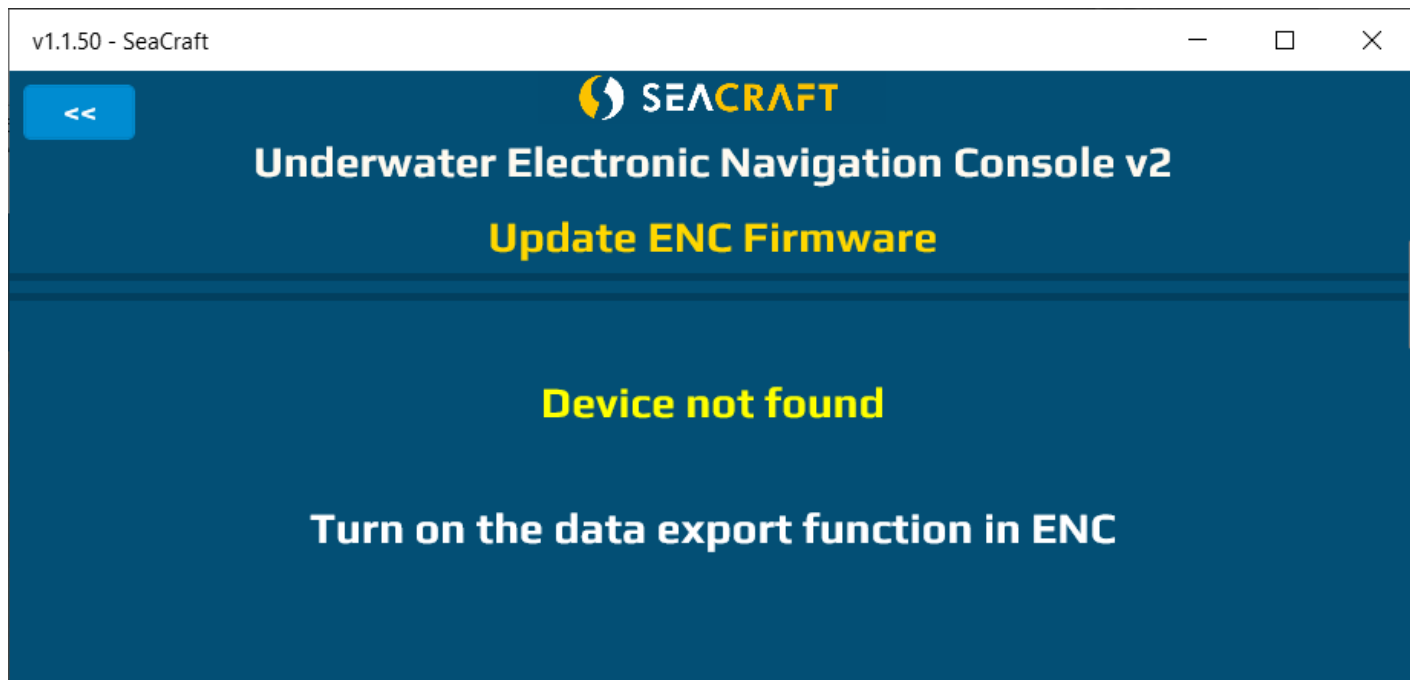 v1.1.50 - SeaCraft
SEACRAFT
<<
Underwater Electronic Navigation Console v2
Update ENC Firmware
Device not found
Turn on the data export function in ENC